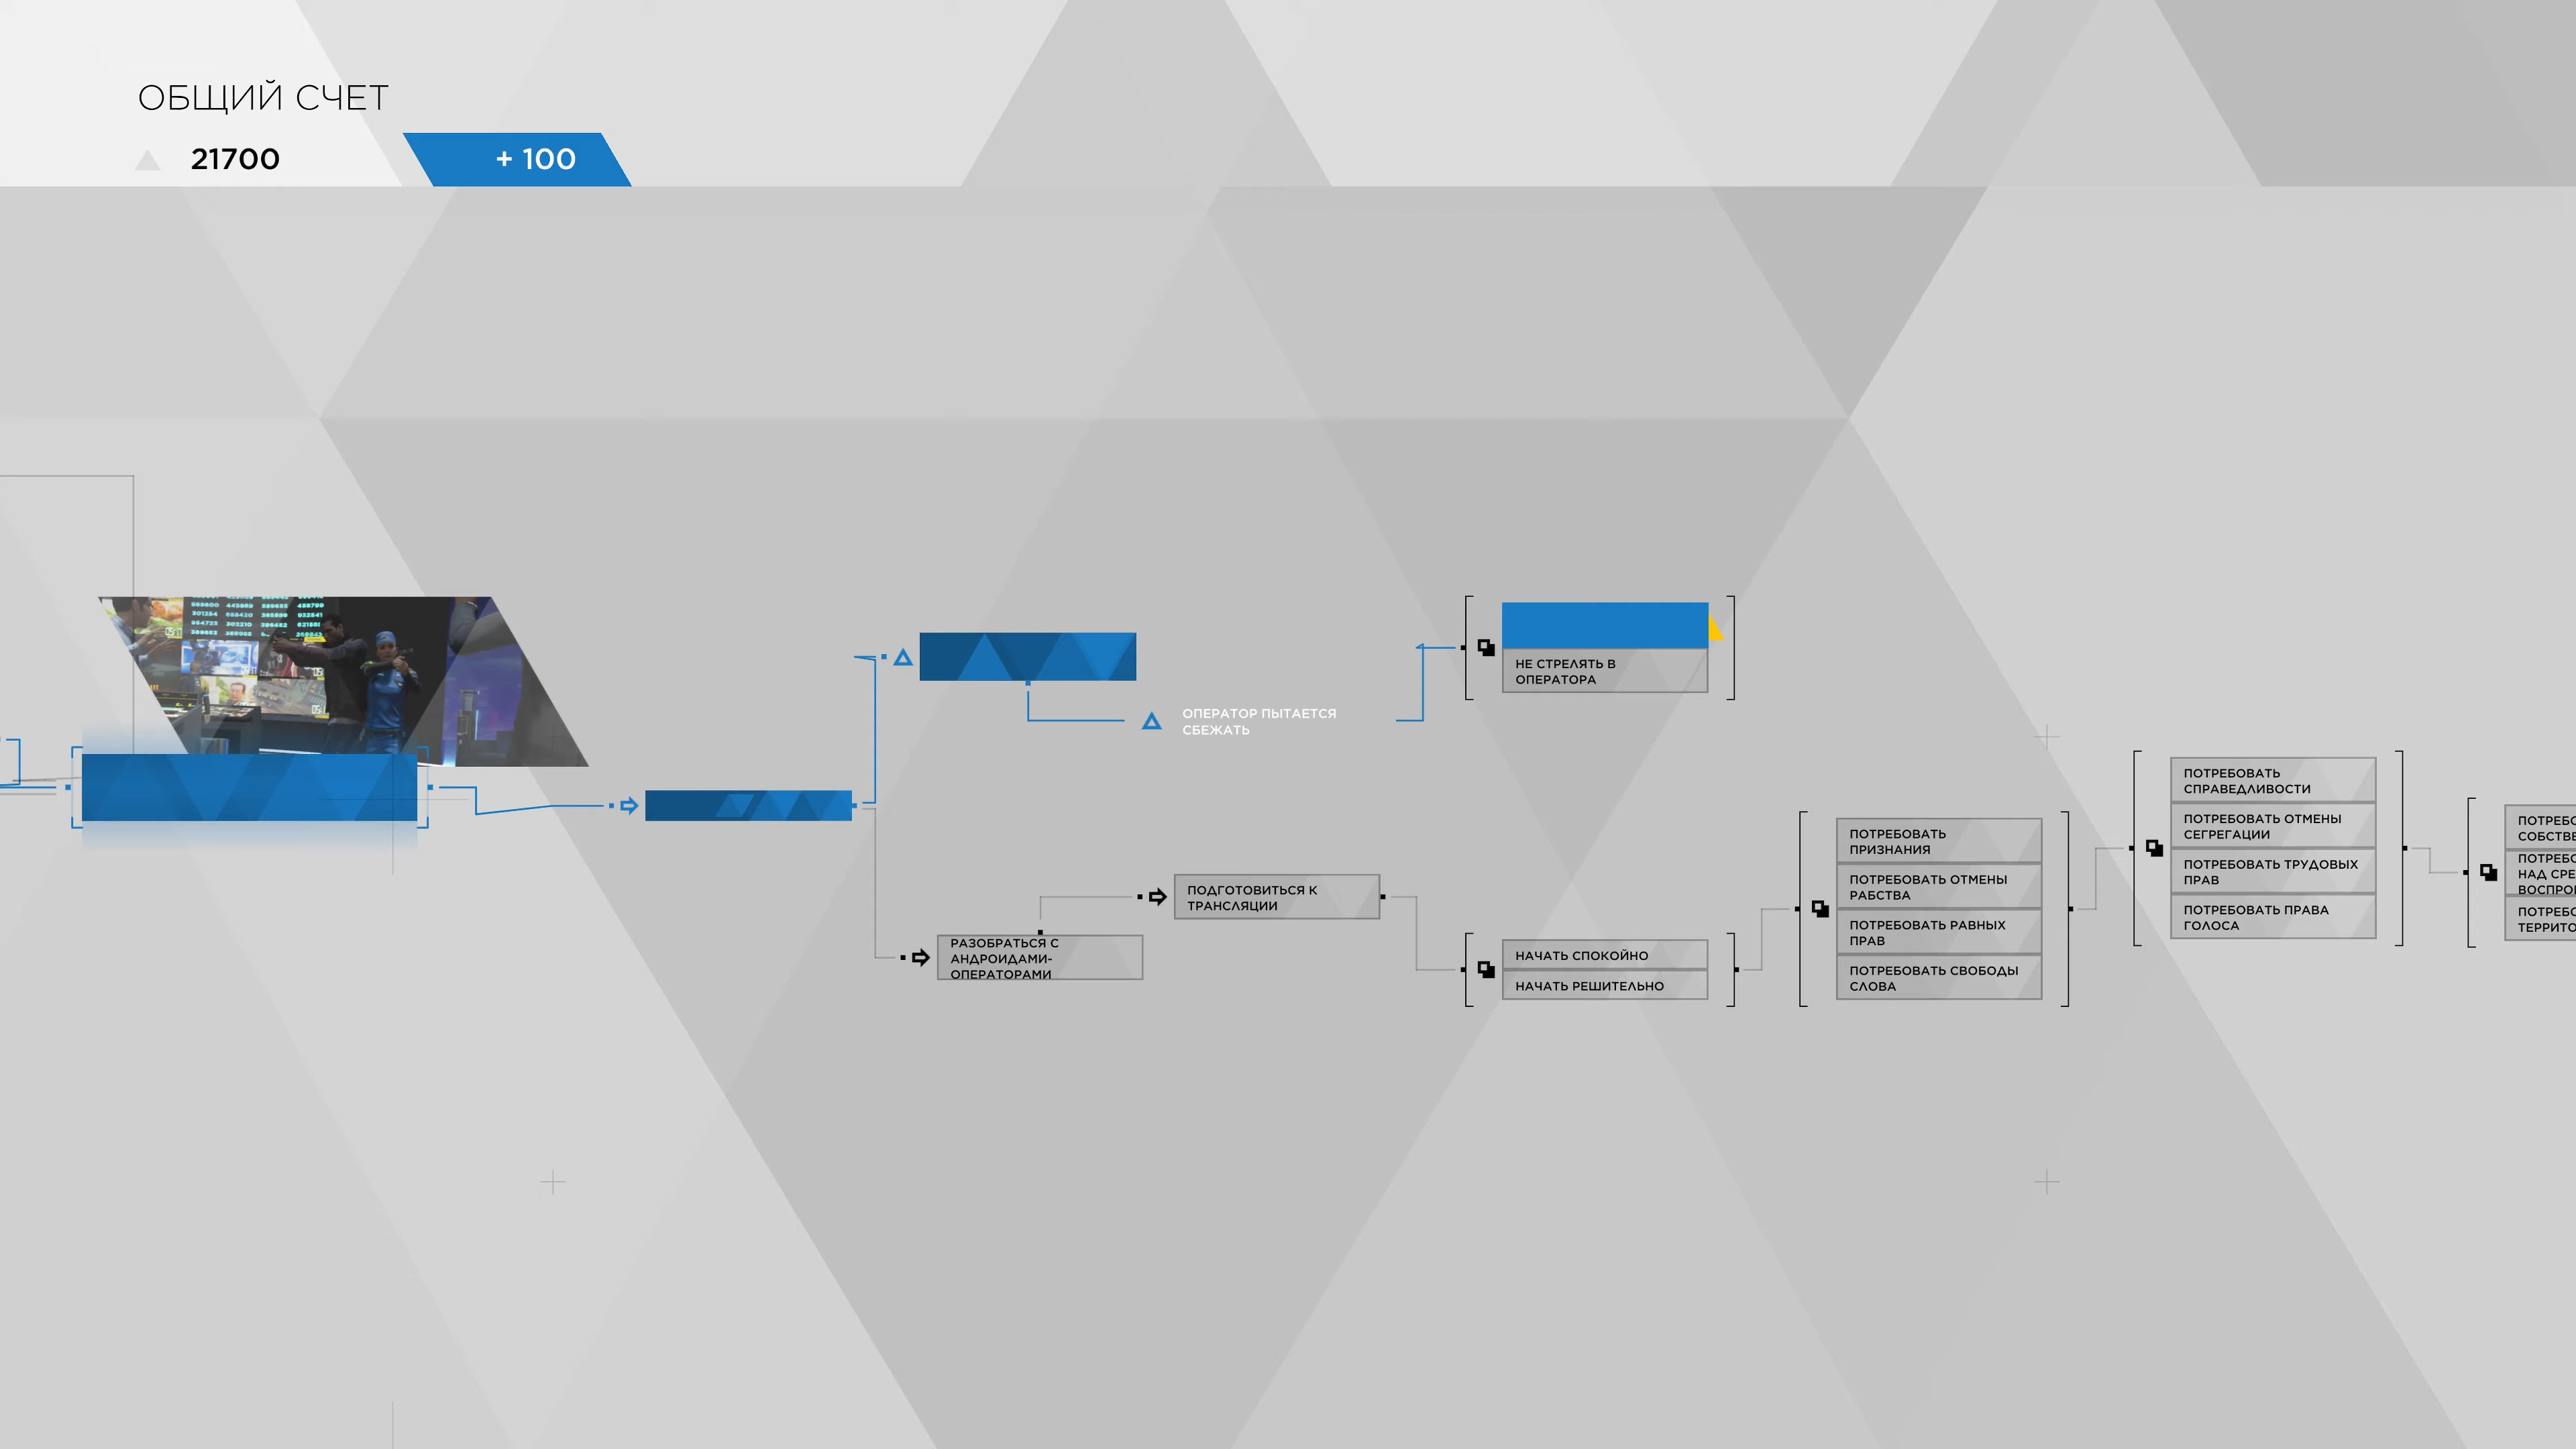 ОБЩИЙ СЧЕТ
21700
+ 100
НЕ СТРЕЛЯТЬ В
ОПЕРАТОРА
ОПЕРАТОР ПЫТАЕТСЯ
СБЕЖАТЬ
ПОДГОТОВИТЬСЯ К
ТРАНСЛЯЦИИ
РАЗОБРАТЬСЯ С
АНДРОИДАМИ-
ОПЕРАТОРАМИ
НАЧАТЬ СПОКОЙНО
НАЧАТЬ РЕШИТЕЛЬНО
ПОТРЕБОВАТЬ
ПРИЗНАНИЯ
ПОТРЕБОВАТЬ ОТМЕНЫ
РАБСТВА
ПОТРЕБОВАТЬ РАВНЫХ
ПРАВ
ПОТРЕБОВАТЬ СВОБОДЫ
СЛОВА
ПОТРЕБОВАТЬ
СПРАВЕДЛИВОСТИ
ПОТРЕБОВАТЬ ОТМЕНЫ
СЕГРЕГАЦИИ
ПОТРЕБОВАТЬ ТРУДОВЫХ
ПРАВ
ПОТРЕБОВАТЬ ПРАВА
ГОЛОСА
НАД